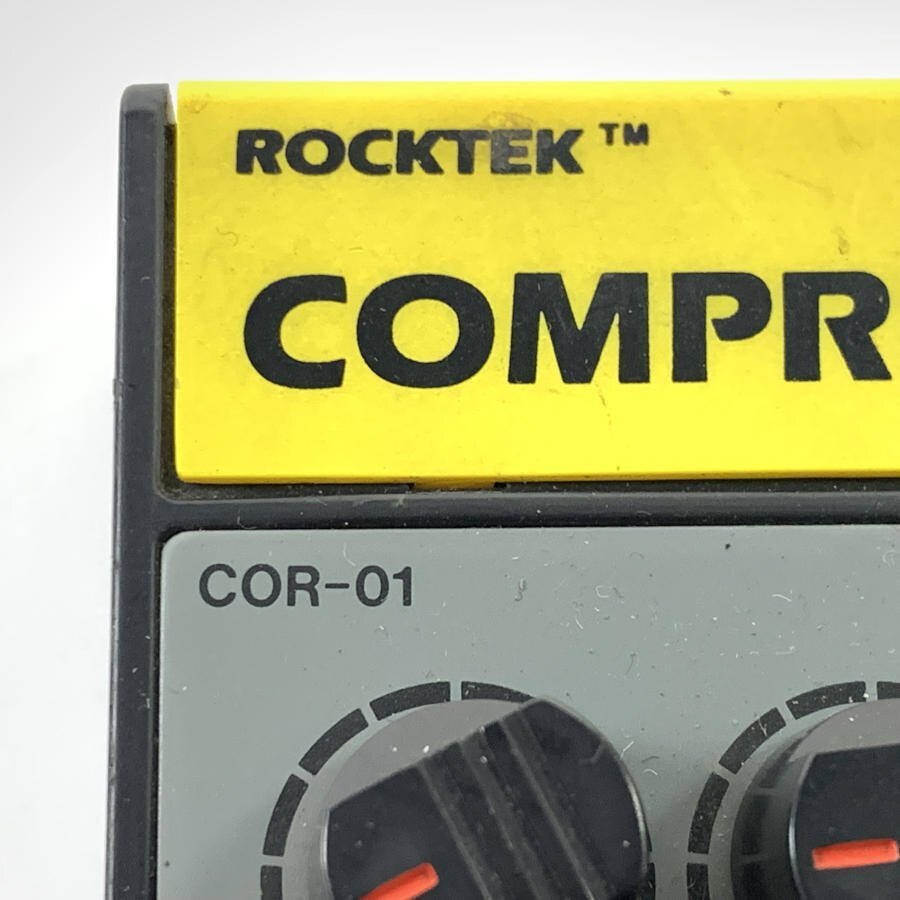 ROCKTEK ™
COMPR
COR-01